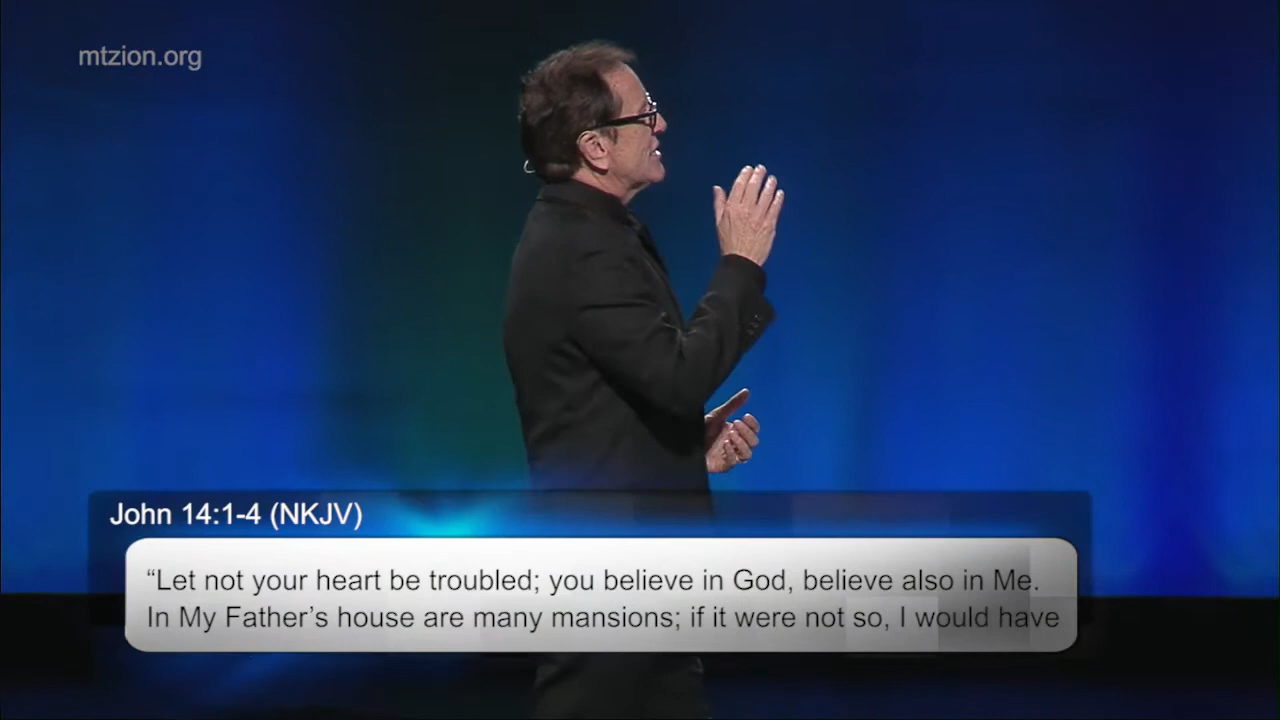 mtzion.org
John 14:1-4 (NKJV)
“Let not your heart be troubled; you believe in God, believe also in Me.
In My Father’s house are many mansions; if it were not so, I would have